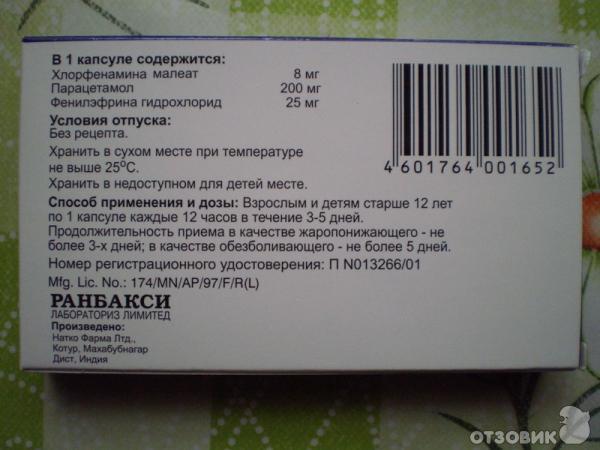 В 1 капсуле содержится:
Хлорфенамина малеат 8 мг
Парацетамол 200 мг
Фенилэфрина гидрохлорид 25 мг
Условия отпуска:
Без рецепта.
Хранить в сухом месте при температуре
не выше 25°С.
Хранить в недоступном для детей месте.
4 601764 001652
Способ применения и дозы: Взрослым и детям старше 12 лет
по 1 капсуле каждые 12 часов в течение 3-5 дней.
Продолжительность приема в качестве жаропонижающего - не
более 3-х дней; в качестве обезболивающего - не более 5 дней.
Номер регистрационного удостоверения: П N013266/01
Mfg. Lic. No.: 174/MN/AP/97/F/R(L)
РАНБАКСИ
ЛАБОРАТОРИЗ ЛИМИТЕД
Произведено:
Натко Фарма Лтд.,
Котур, Махабубнагар
Дист, Индия
ОТЗОВИК